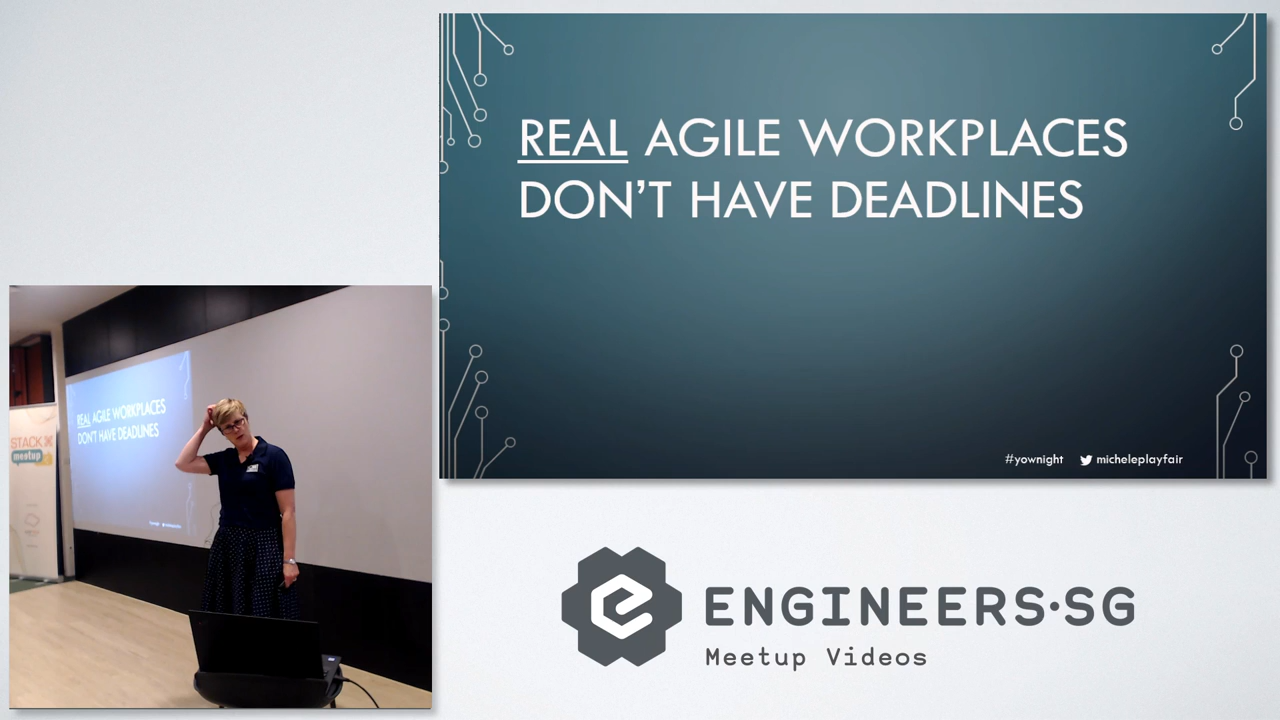 REAL AGILE WORKPLACES
DON'T HAVE DEADLINES
#yownight micheleplayfair
STACK
meetup
REAL AGILE WORKPLACES
DON'T HAVE DEADLINES
ENGINEERS·SG
Meetup Videos